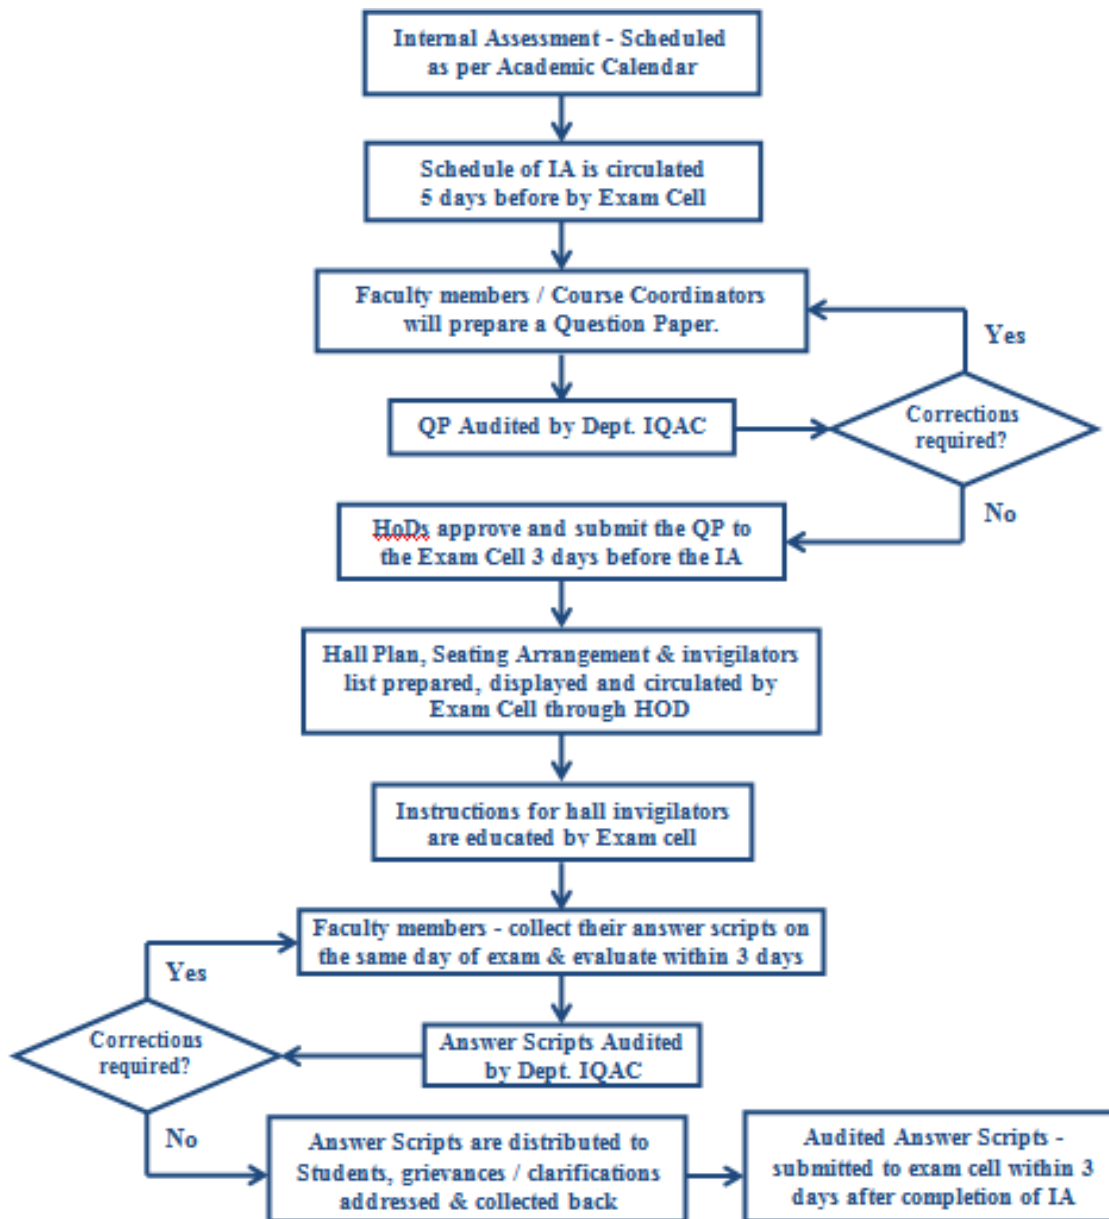 Internal Assessment - Scheduled
as per Academic Calendar
Schedule of IA is circulated
5 days before by Exam Cell
Faculty members / Course Coordinators
will prepare a Question Paper.
Yes
QP Audited by Dept. IQAC
Corrections
required?
No
HoDs approve and submit the QP to
the Exam Cell 3 days before the IA
Hall Plan, Seating Arrangement & invigilators
list prepared, displayed and circulated by
Exam Cell through HOD
Instructions for hall invigilators
are educated by Exam cell
Faculty members - collect their answer scripts on
the same day of exam & evaluate within 3 days
Yes
Answer Scripts Audited
by Dept. IQAC
Corrections
required?
No
Answer Scripts are distributed to
Students, grievances / clarifications
addressed & collected back
Audited Answer Scripts -
submitted to exam cell within 3
days after completion of IA